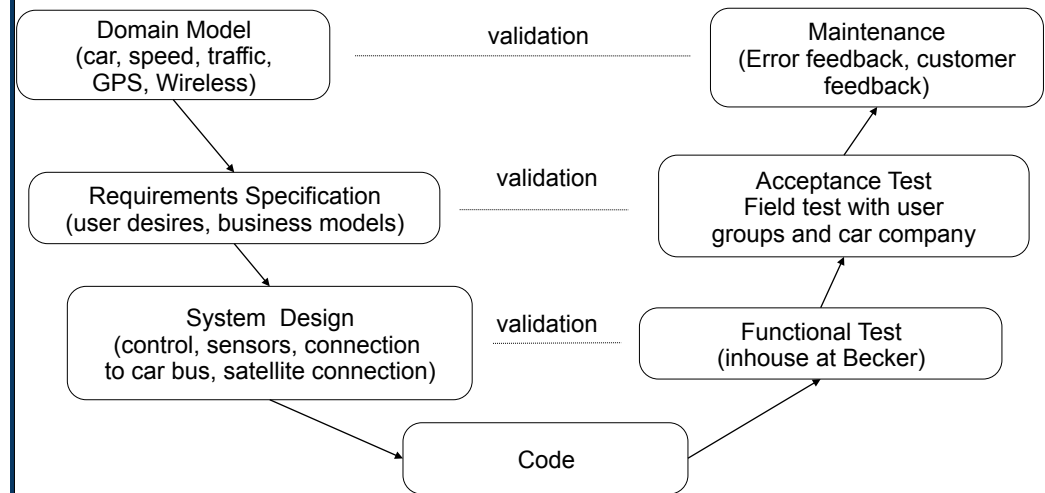 Domain Model
(car, speed, traffic,
GPS, Wireless)
validation
Maintenance
(Error feedback, customer
feedback)
Requirements Specification
(user desires, business models)
validation
Acceptance Test
Field test with user
groups and car company
System Design
(control, sensors, connection
to car bus, satellite connection)
validation
Functional Test
(inhouse at Becker)
Code